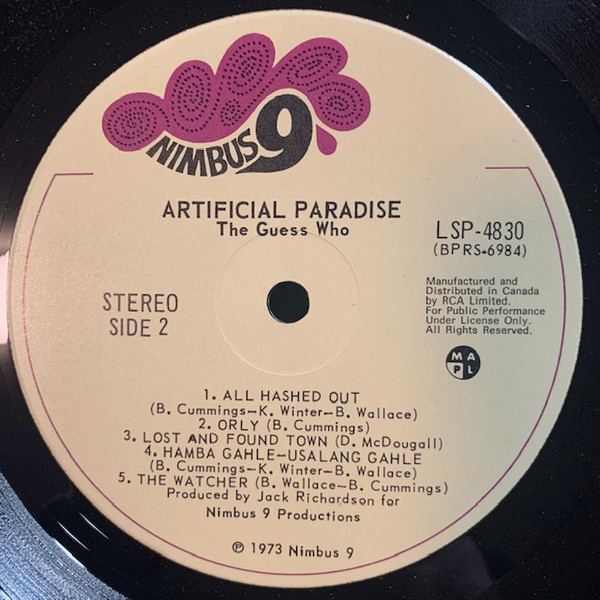 NIMBUS 9
ARTIFICIAL PARADISE
The Guess Who
LSP-4830
(BPRS-6984)
STEREO
SIDE 2
Manufactured and
Distributed in Canada
by RCA Limited.
For Public Performance
Under License Only.
All Rights Reserved.
M A
P L
1. ALL HASHED OUT
(B. Cummings-K. Winter-B. Wallace)
2. ORLY (B. Cummings)
3. LOST AND FOUND TOWN (D. McDougall)
4. HAMBA GAHLE-USALANG GAHLE
(B. Cummings-K. Winter-B. Wallace)
5. THE WATCHER (B. Wallace-B. Cummings)
Produced by Jack Richardson for
Nimbus 9 Productions
℗ 1973 Nimbus 9